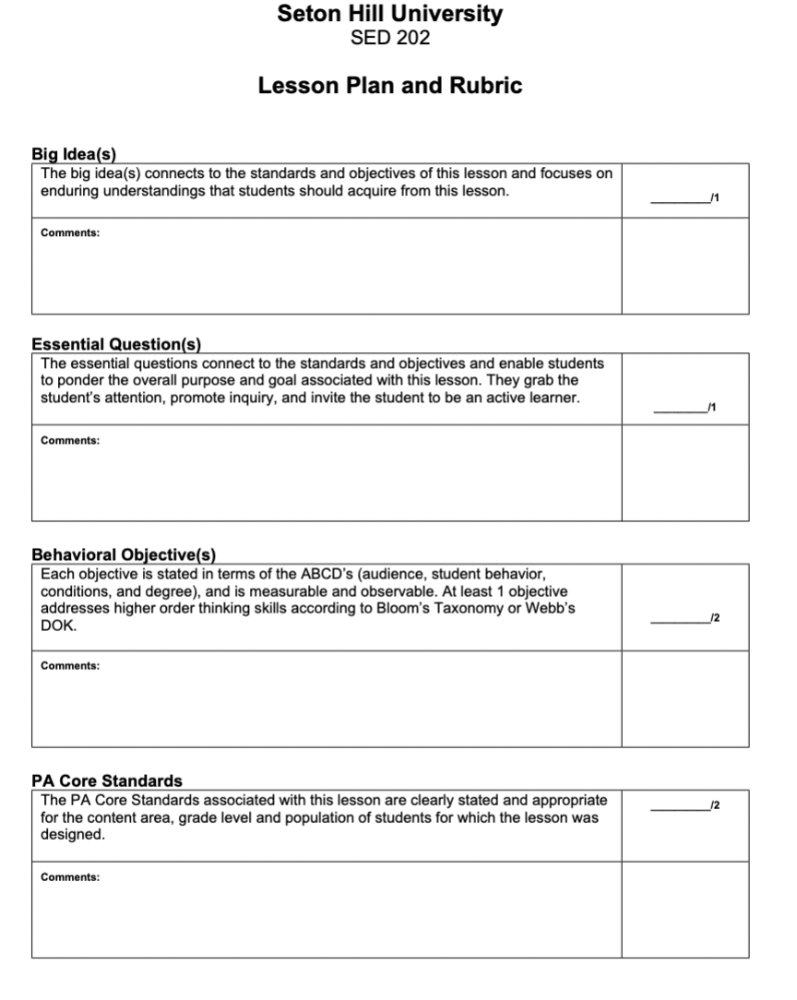 Seton Hill University
SED 202
Lesson Plan and Rubric
Big Idea(s)
The big idea(s) connects to the standards and objectives of this lesson and focuses on
enduring understandings that students should acquire from this lesson.
_________/1
Comments:
Essential Question(s)
The essential questions connect to the standards and objectives and enable students
to ponder the overall purpose and goal associated with this lesson. They grab the
student’s attention, promote inquiry, and invite the student to be an active learner.
________/1
Comments:
Behavioral Objective(s)
Each objective is stated in terms of the ABCD’s (audience, student behavior,
conditions, and degree), and is measurable and observable. At least 1 objective
addresses higher order thinking skills according to Bloom’s Taxonomy or Webb’s
DOK.
_________/2
Comments:
PA Core Standards
The PA Core Standards associated with this lesson are clearly stated and appropriate
for the content area, grade level and population of students for which the lesson was
designed.
_________/2
Comments: